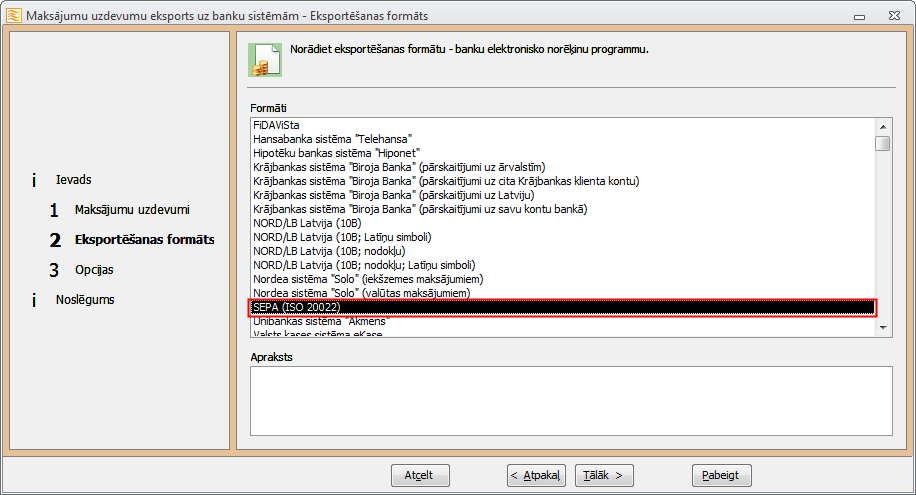 Maksājumu uzdevumu eksports uz banku sistēmām - Eksportēšanas formāts
i Ievads
1 Maksājumu uzdevumi
2 Eksportēšanas formāts
3 Opcijas
i Noslēgums
Norādiet eksportēšanas formātu - banku elektronisko norēķinu programmu.
Formāti
FiDAViSta
Hansabanka sistēma "Telehansa"
Hipotēku bankas sistēma "Hiponet"
Krājbankas sistēma "Biroja Banka" (pārskaitījumi uz ārvalstīm)
Krājbankas sistēma "Biroja Banka" (pārskaitījumi uz cita Krājbankas klienta kontu)
Krājbankas sistēma "Biroja Banka" (pārskaitījumi uz Latviju)
Krājbankas sistēma "Biroja Banka" (pārskaitījumi uz savu kontu bankā)
NORD/LB Latvija (10B)
NORD/LB Latvija (10B; Latīņu simboli)
NORD/LB Latvija (10B; nodokļu)
NORD/LB Latvija (10B; nodokļu; Latīņu simboli)
Nordea sistēma "Solo" (iekšzemes maksājumiem)
Nordea sistēma "Solo" (valūtas maksājumiem)
SEPA (ISO 20022)
Unibankas sistēma "Akmens"
Valsts kases sistēma eKase
Apraksts
Atcelt
< Atpakaļ
Tālāk >
Pabeigt